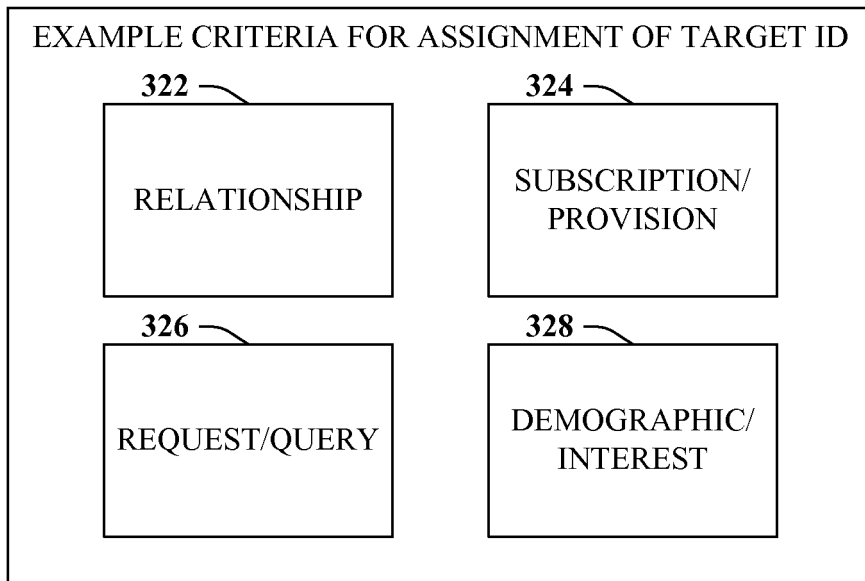 EXAMPLE CRITERIA FOR ASSIGNMENT OF TARGET ID
322
324
RELATIONSHIP
SUBSCRIPTION/
PROVISION
326
328
REQUEST/QUERY
DEMOGRAPHIC/
INTEREST